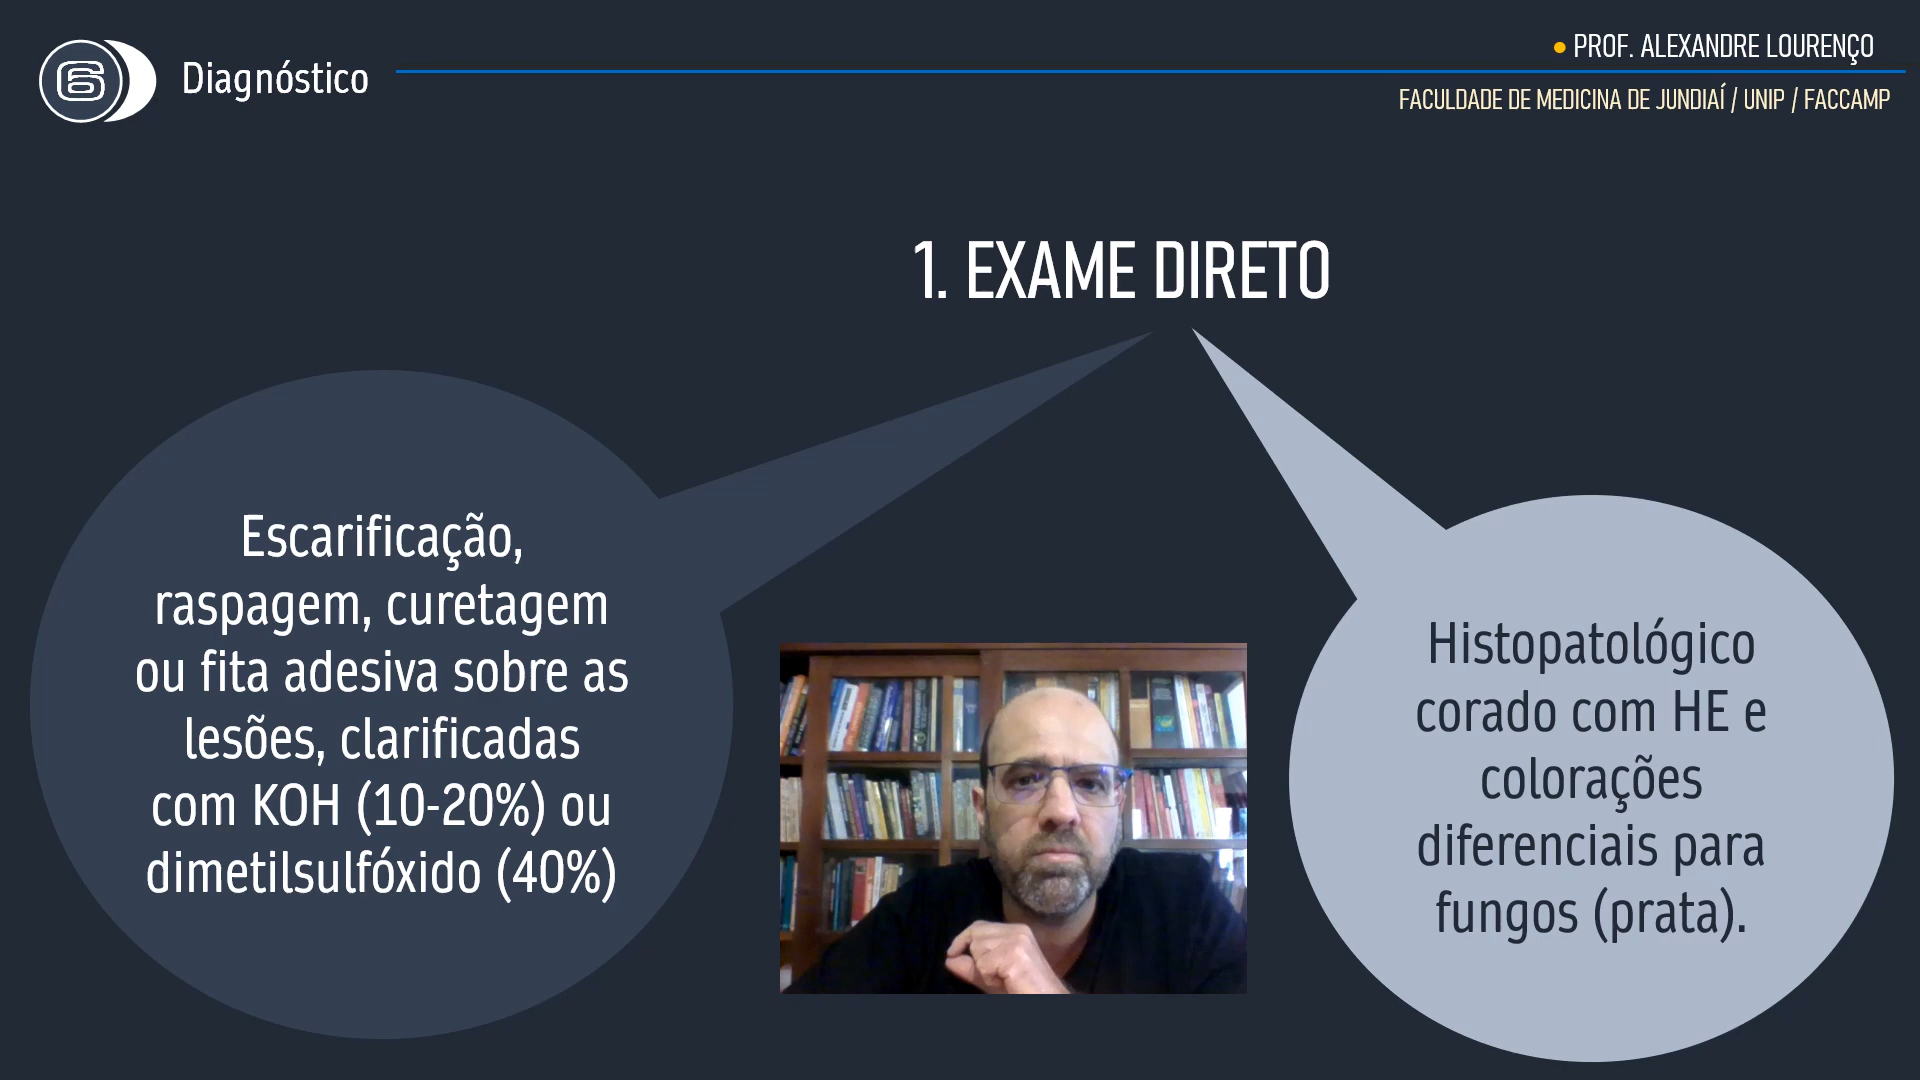 6
Diagnóstico
• PROF. ALEXANDRE LOURENÇO
FACULDADE DE MEDICINA DE JUNDIAÍ / UNIP / FACCAMP
1. EXAME DIRETO
Escarificação,
raspagem, curetagem
ou fita adesiva sobre as
lesões, clarificadas
com KOH (10-20%) ou
dimetilsulfóxido (40%)
Histopatológico
corado com HE e
colorações
diferenciais para
fungos (prata).